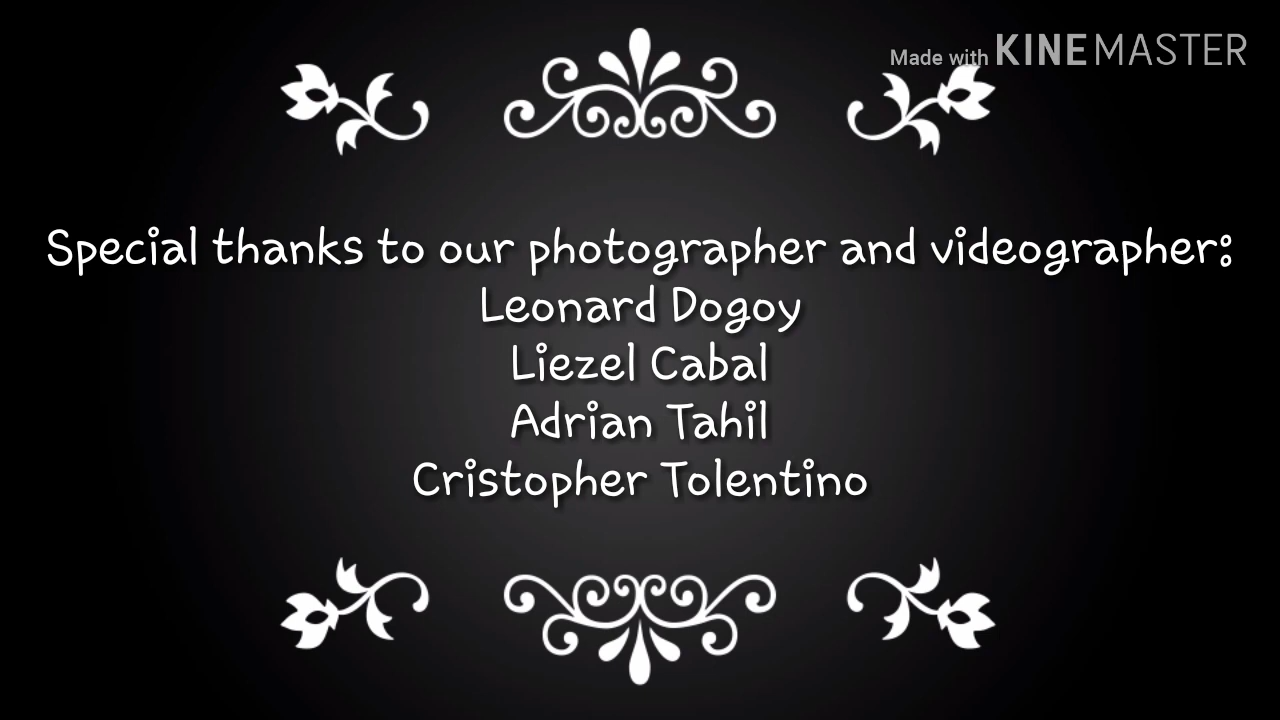 Made with KINEMASTER
Special thanks to our photographer and videographer:
Leonard Dogoy
Liezel Cabal
Adrian Tahil
Cristopher Tolentino